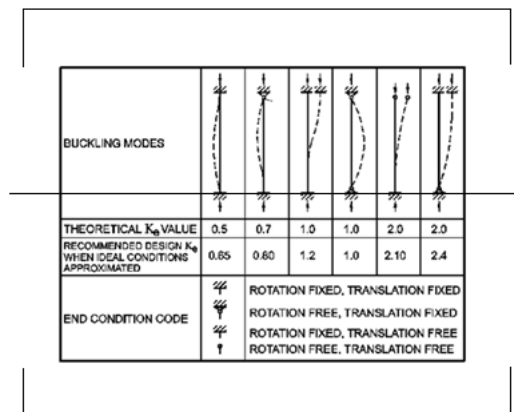 BUCKLING MODES
THEORETICAL Ke VALUE 0.5 0.7 1.0 1.0 2.0 2.0
RECOMMENDED DESIGN Ke
WHEN IDEAL CONDITIONS
APPROXIMATED 0.65 0.80 1.2 1.0 2.10 2.4
END CONDITION CODE
ROTATION FIXED, TRANSLATION FIXED
ROTATION FREE, TRANSLATION FIXED
ROTATION FIXED, TRANSLATION FREE
ROTATION FREE, TRANSLATION FREE